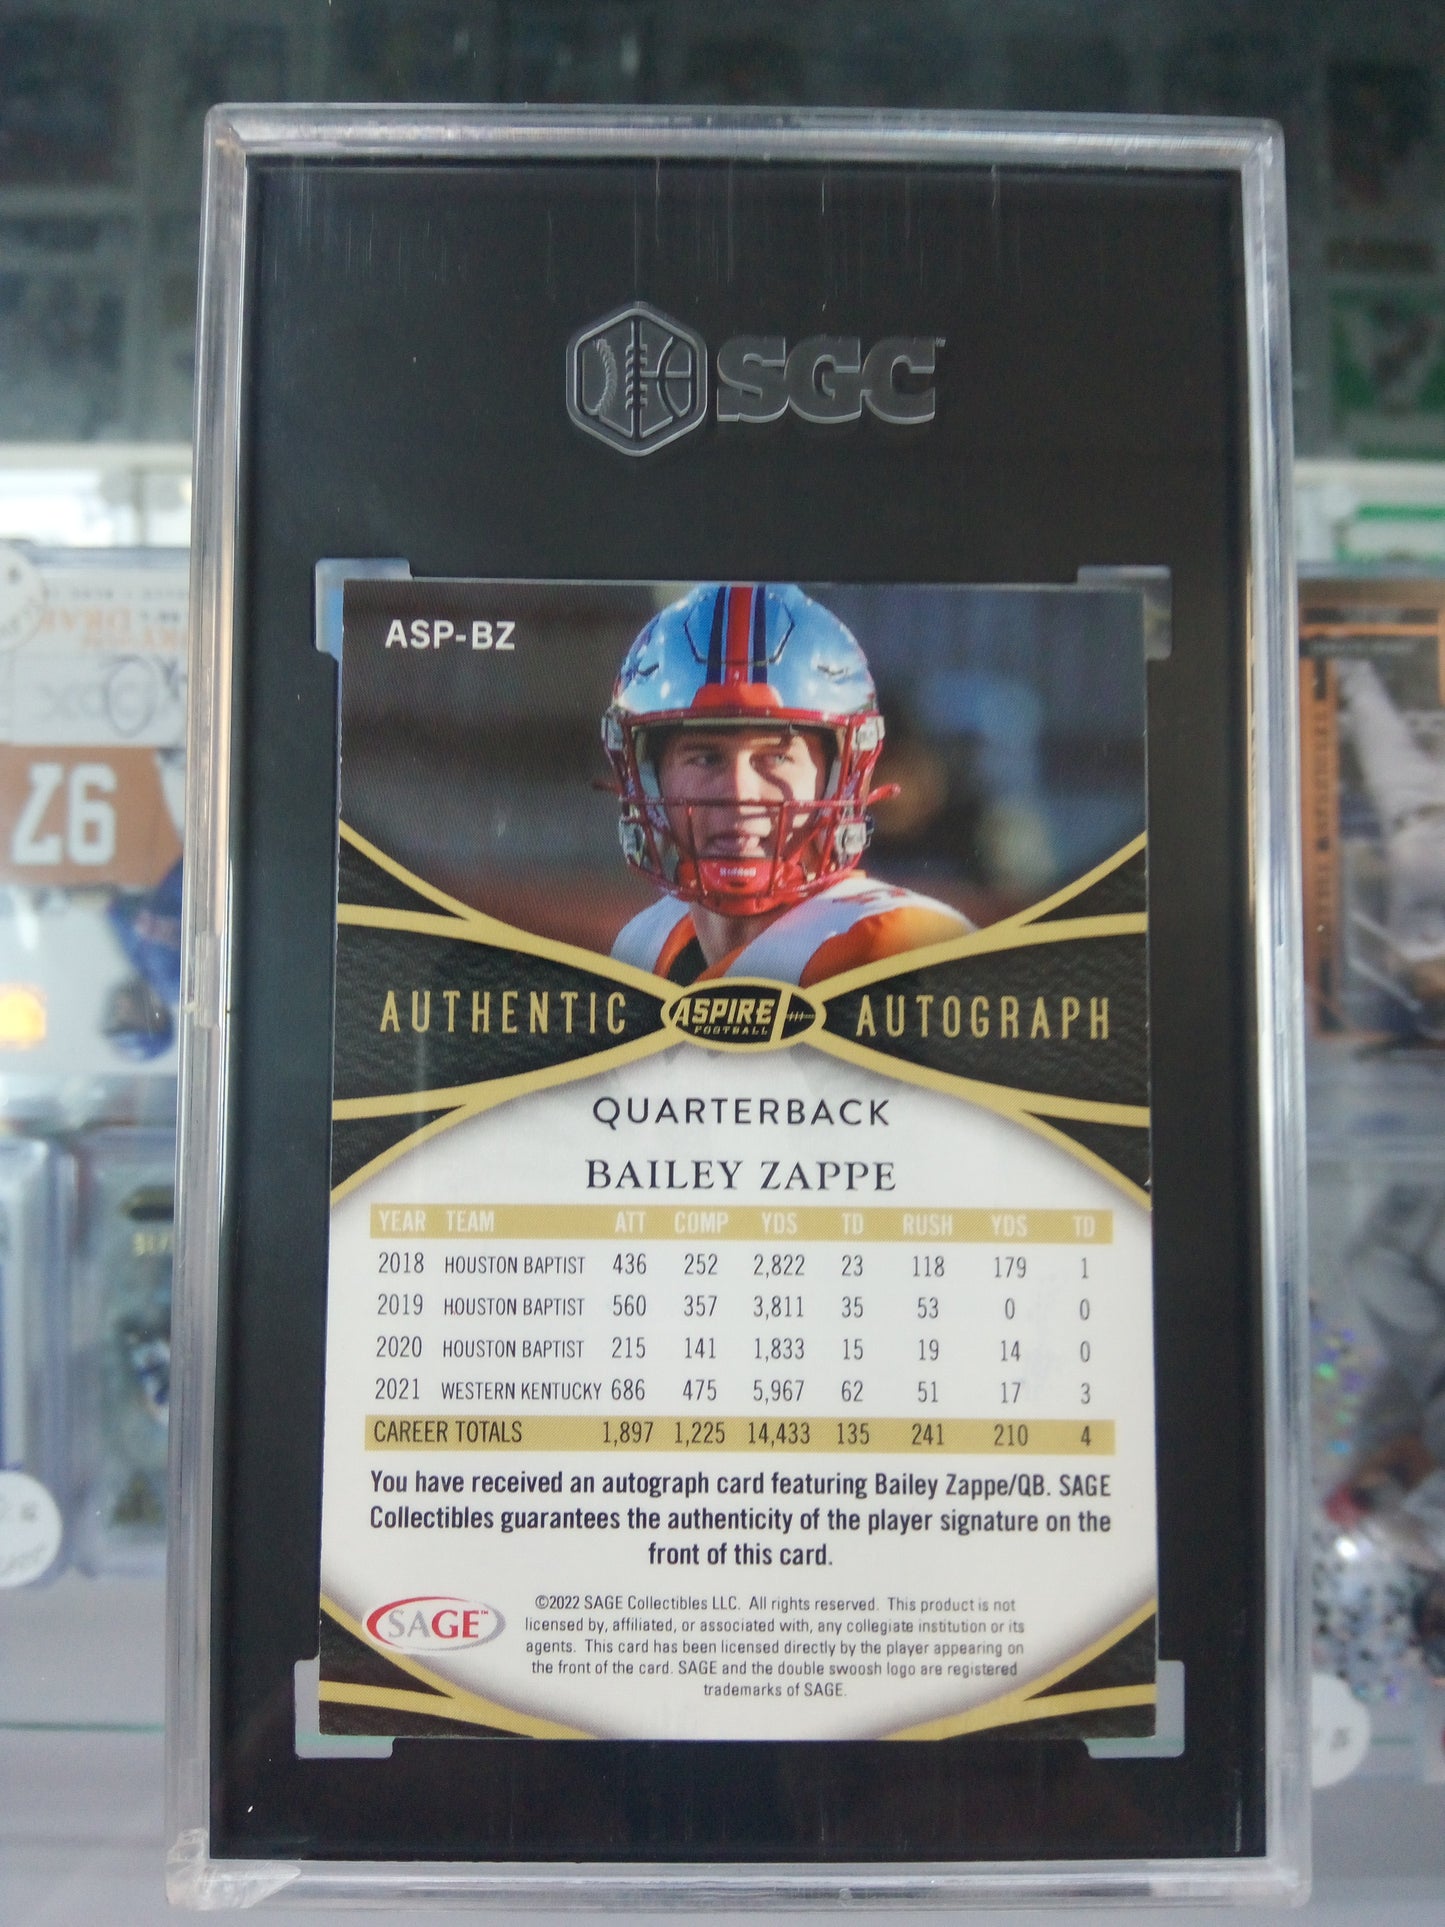 SGC
ASP-BZ
Riddell
AUTHENTIC ASPIRE FOOTBALL AUTOGRAPH
QUARTERBACK
BAILEY ZAPPE
YEAR TEAM ATT COMP YDS TD RUSH YDS TD
2018 HOUSTON BAPTIST 436 252 2,822 23 118 179 1
2019 HOUSTON BAPTIST 560 357 3,811 35 53 0 0
2020 HOUSTON BAPTIST 215 141 1,833 15 19 14 0
2021 WESTERN KENTUCKY 686 475 5,967 62 51 17 3
CAREER TOTALS 1,897 1,225 14,433 135 241 210 4
You have received an autograph card featuring Bailey Zappe/QB. SAGE
Collectibles guarantees the authenticity of the player signature on the
front of this card.
SAGE™
©2022 SAGE Collectibles LLC. All rights reserved. This product is not
licensed by, affiliated, or associated with, any collegiate institution or its
agents. This card has been licensed directly by the player appearing on
the front of the card. SAGE and the double swoosh logo are registered
trademarks of SAGE.